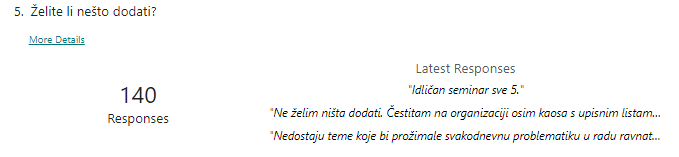 5. Želite li nešto dodati?
More Details
140
Responses
Latest Responses
"Idličan seminar sve 5."
"Ne želim ništa dodati. Čestitam na organizaciji osim kaosa s upisnim listam...
"Nedostaju teme koje bi prožimale svakodnevnu problematiku u radu ravnat...